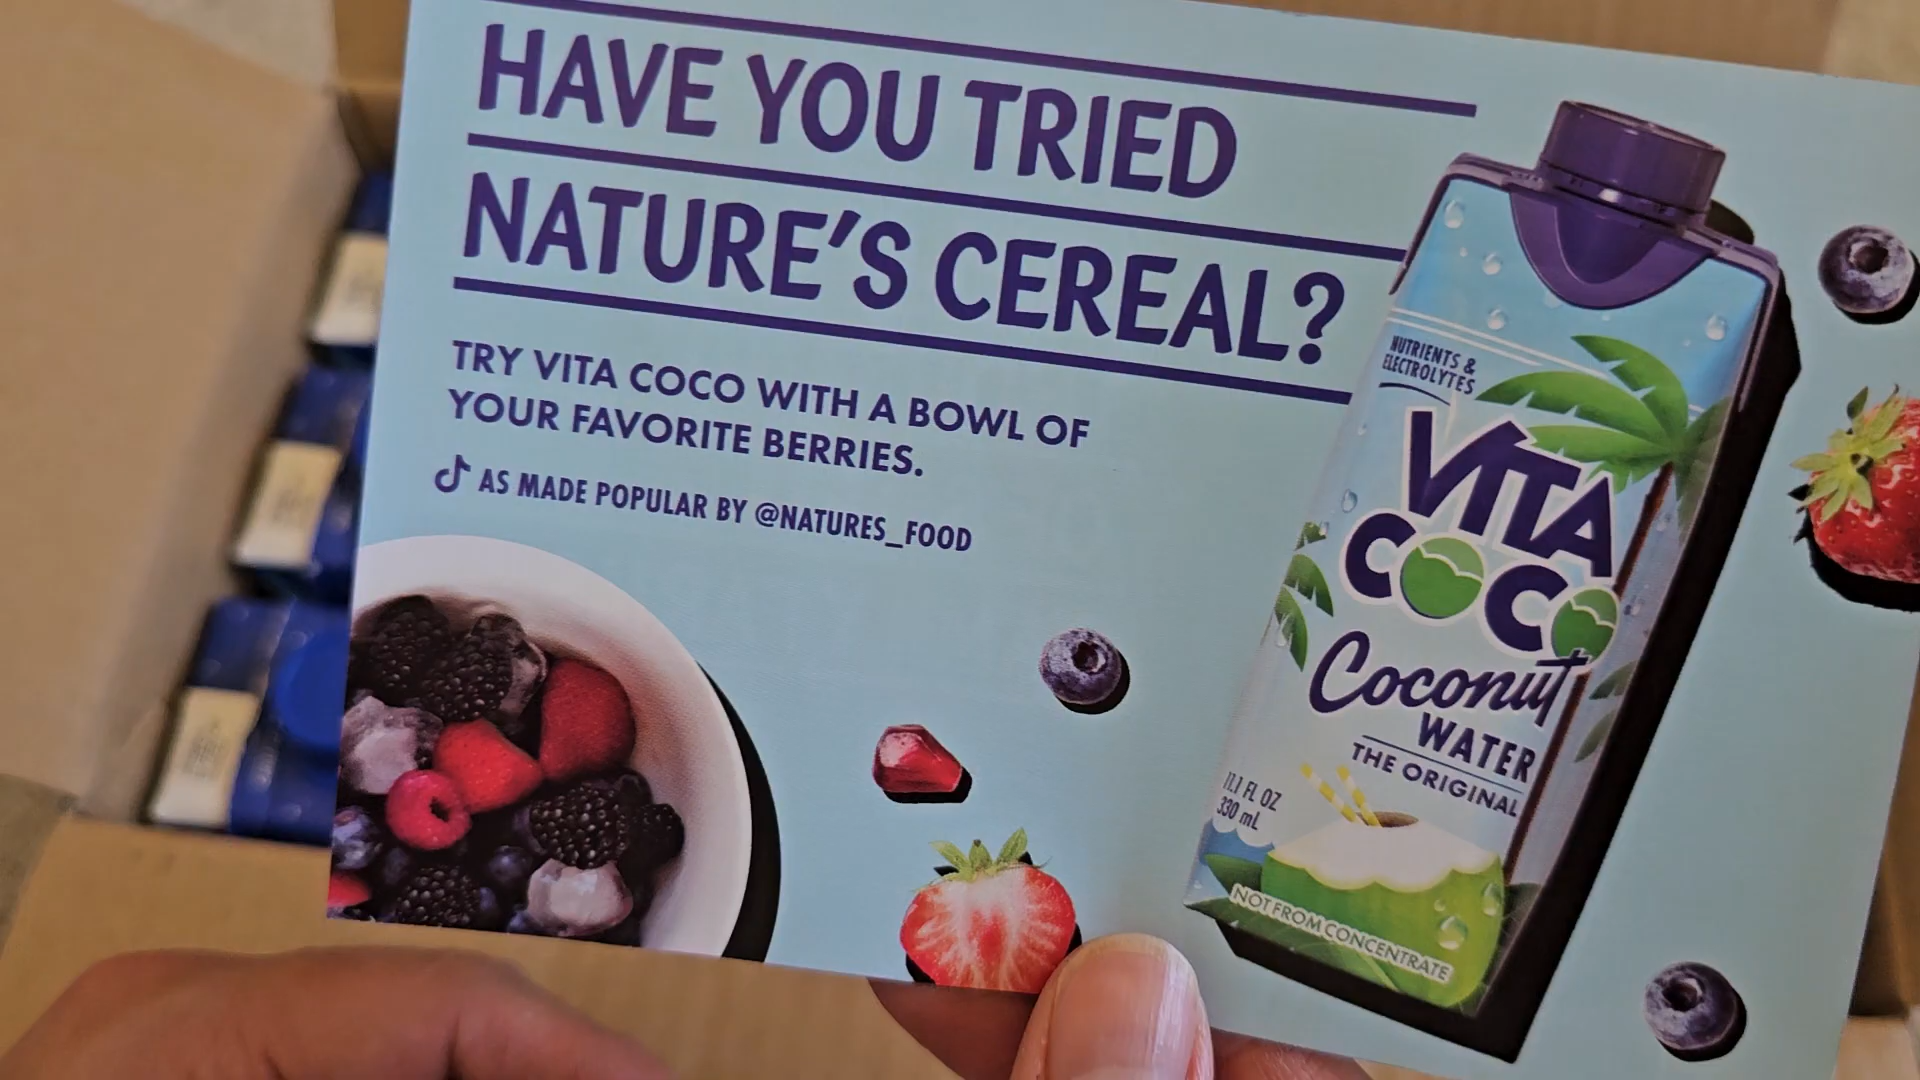 HAVE YOU TRIED
NATURE'S CEREAL?
TRY VITA COCO WITH A BOWL OF
YOUR FAVORITE BERRIES.
AS MADE POPULAR BY @NATURES_FOOD
NUTRIENTS &
ELECTROLYTES
VITA
COCO
Coconut
WATER
THE ORIGINAL
11.1 FL OZ
330 mL
NOT FROM CONCENTRATE